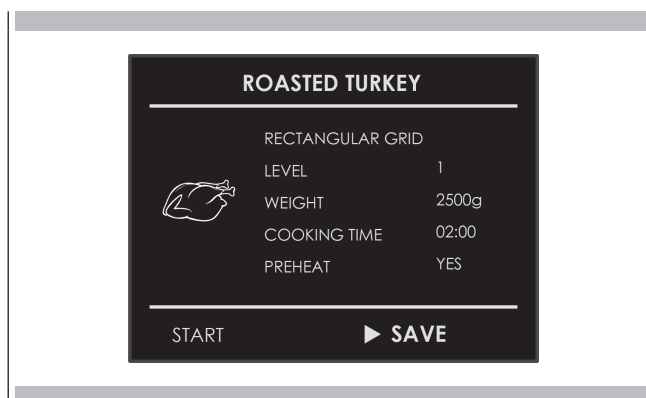 ROASTED TURKEY
RECTANGULAR GRID
LEVEL 1
WEIGHT 2500g
COOKING TIME 02:00
PREHEAT YES
START ▶ SAVE